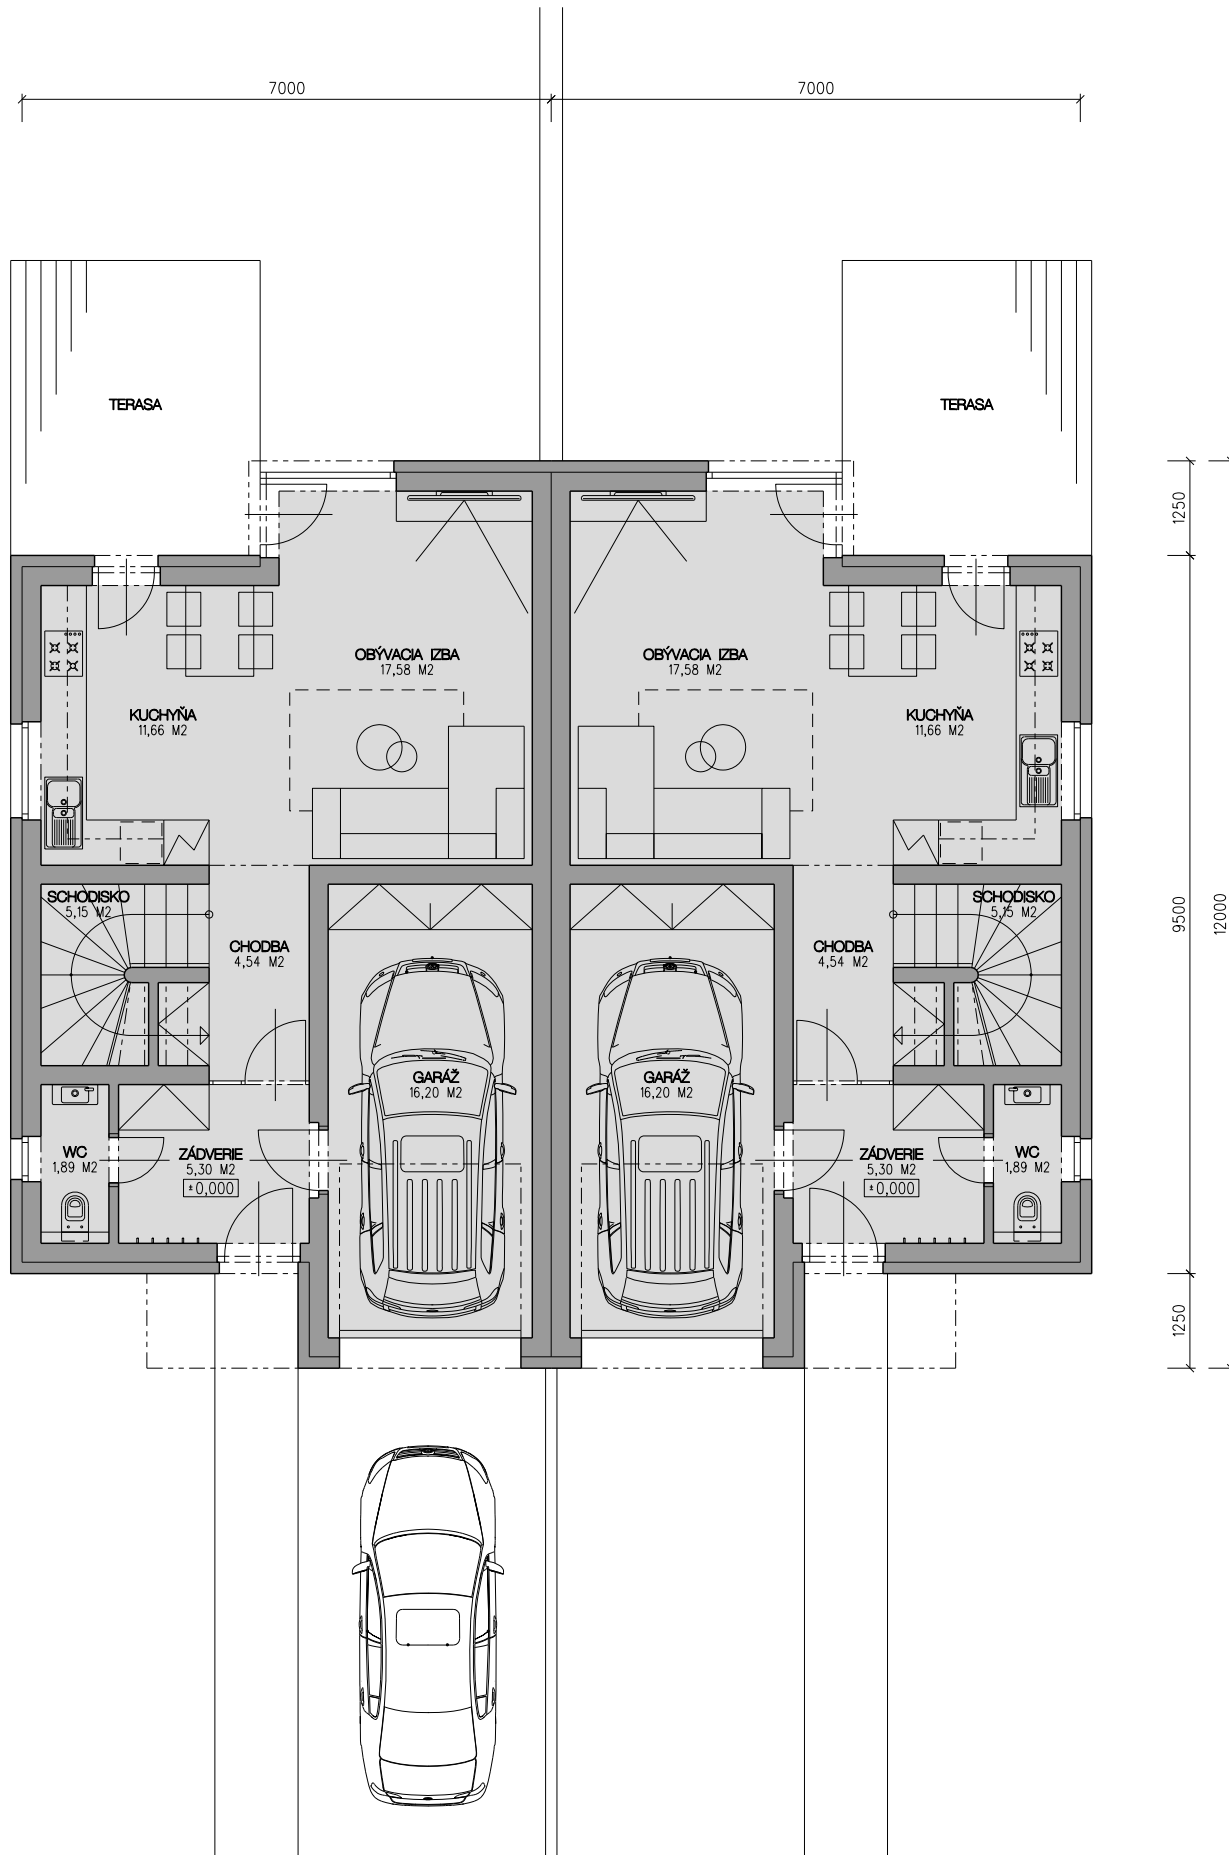 7000
7000
TERASA
TERASA
1250
OBÝVACIA IZBA
17,58 M2
OBÝVACIA IZBA
17,58 M2
KUCHYŇA
11,66 M2
KUCHYŇA
11,66 M2
SCHODISKO
5,15 M2
SCHODISKO
5,15 M2
9500
12000
CHODBA
4,54 M2
CHODBA
4,54 M2
GARÁŽ
16,20 M2
GARÁŽ
16,20 M2
WC
1,89 M2
ZÁDVERIE
5,30 M2
±0,000
ZÁDVERIE
5,30 M2
±0,000
WC
1,89 M2
1250